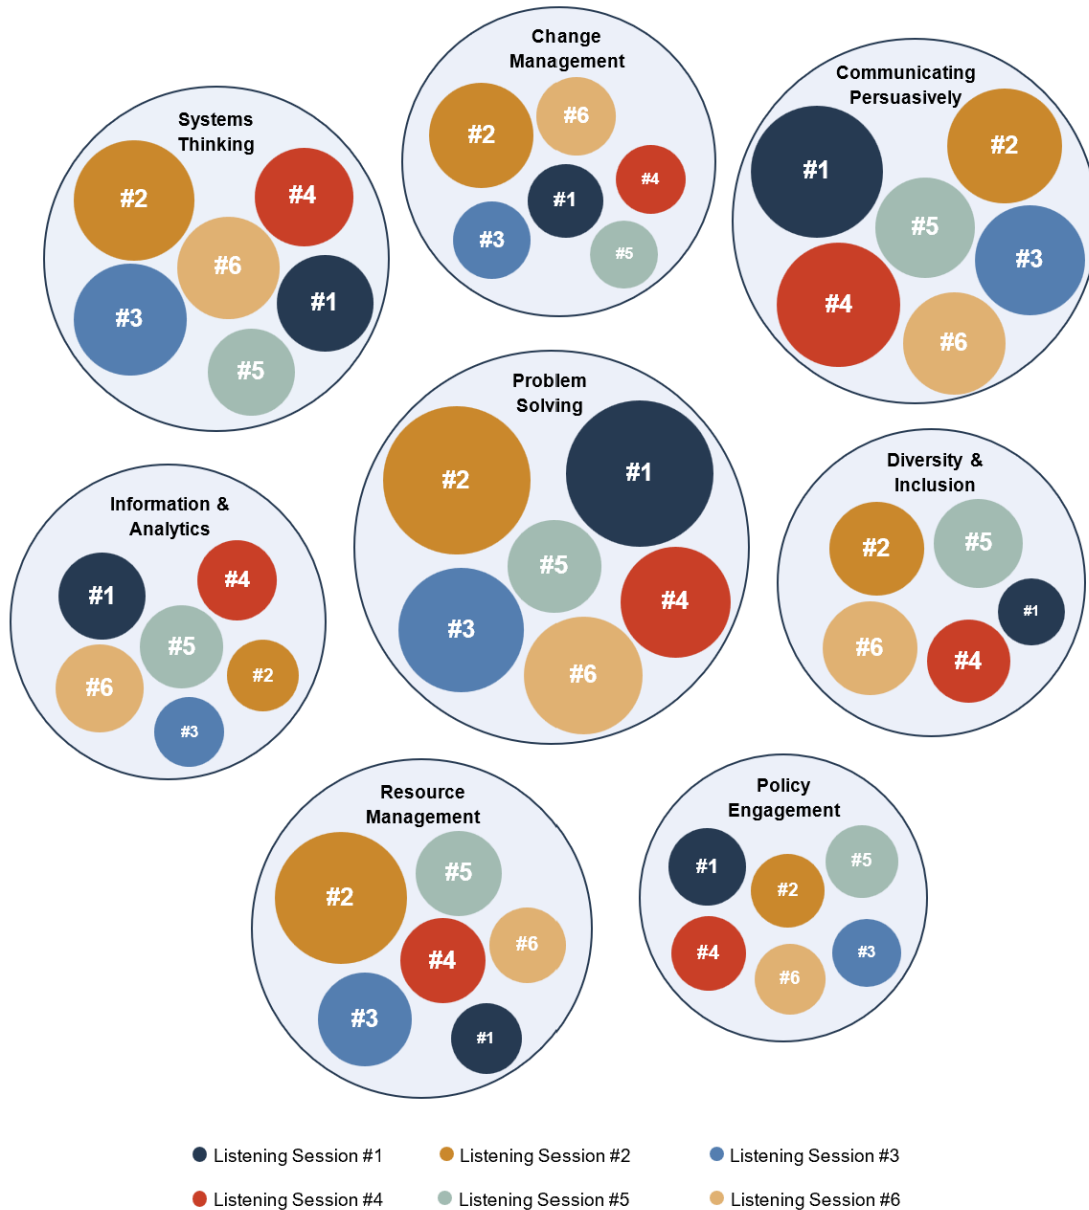 Change
Management
#2
#6
#1
#4
#3
#5
Communicating
Persuasively
#1
#2
#5
#3
#4
#6
Systems
Thinking
#2
#4
#6
#3
#1
#5
Problem
Solving
#2
#1
#5
#3
#4
#6
Information &
Analytics
#1
#4
#5
#6
#2
#3
Diversity &
Inclusion
#2
#5
#1
#6
#4
Resource
Management
#2
#5
#4
#6
#3
#1
Policy
Engagement
#1
#2
#5
#4
#6
#3
Listening Session #1
Listening Session #2
Listening Session #3
Listening Session #4
Listening Session #5
Listening Session #6